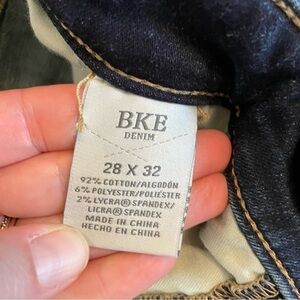 BKE
DENIM
28 X 32
92% COTTON/ALGODÓN
6% POLYESTER/POLIÉSTER
2% LYCRA® SPANDEX/
LICRA® SPANDEX
MADE IN CHINA
HECHO EN CHINA